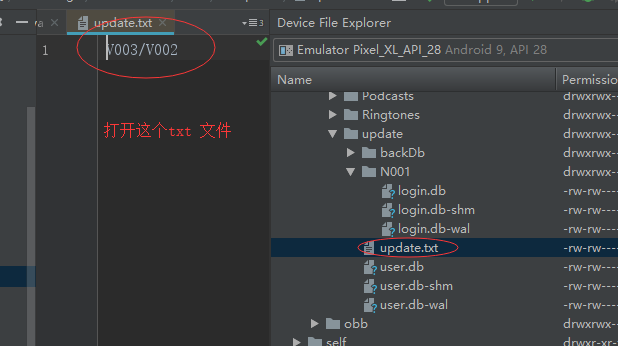 update.txt
3
1
V003/V002
打开这个txt 文件
Device File Explorer
Emulator Pixel_XL_API_28 Android 9, API 28
Name
Permissio
Podcasts
drwxrwx--
Ringtones
drwxrwx--
update
drwxrwx--
backDb
drwxrwx--
N001
drwxrwx--
login.db
-rw-rw----
login.db-shm
-rw-rw----
login.db-wal
-rw-rw----
update.txt
-rw-rw----
user.db
-rw-rw----
user.db-shm
-rw-rw----
user.db-wal
-rw-rw----
obb
drwxrwx--
self
drwxr-xr-